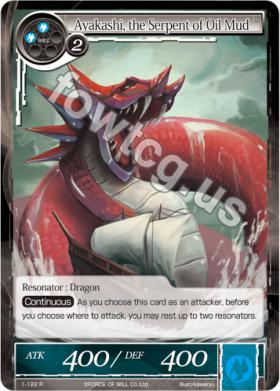 Ayakashi, the Serpent of Oil Mud
WILL
2
fowtcg.us
Resonator : Dragon
Continuous As you choose this card as an attacker, before
you choose where to attack, you may rest up to two resonators.
1-122 R
©FORCE OF WILL Co.,Ltd.
ATK 400/ DEF 400